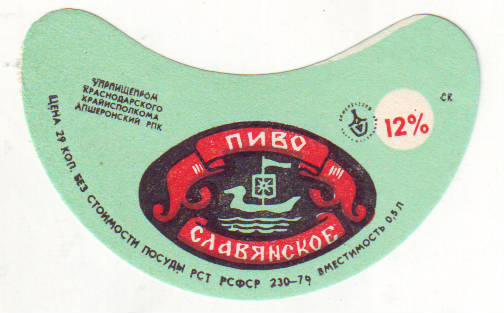 УПРПИЩЕПРОМ
КРАСНОДАРСКОГО
КРАЙИСПОЛКОМА
АПШЕРОНСКИЙ РПК
12%
СК
ПИВО
СЛАВЯНСКОЕ
ЦЕНА 29 КОП. БЕЗ СТОИМОСТИ ПОСУДЫ РСТ РСФСР 230—79 ВМЕСТИМОСТЬ 0,5 Л